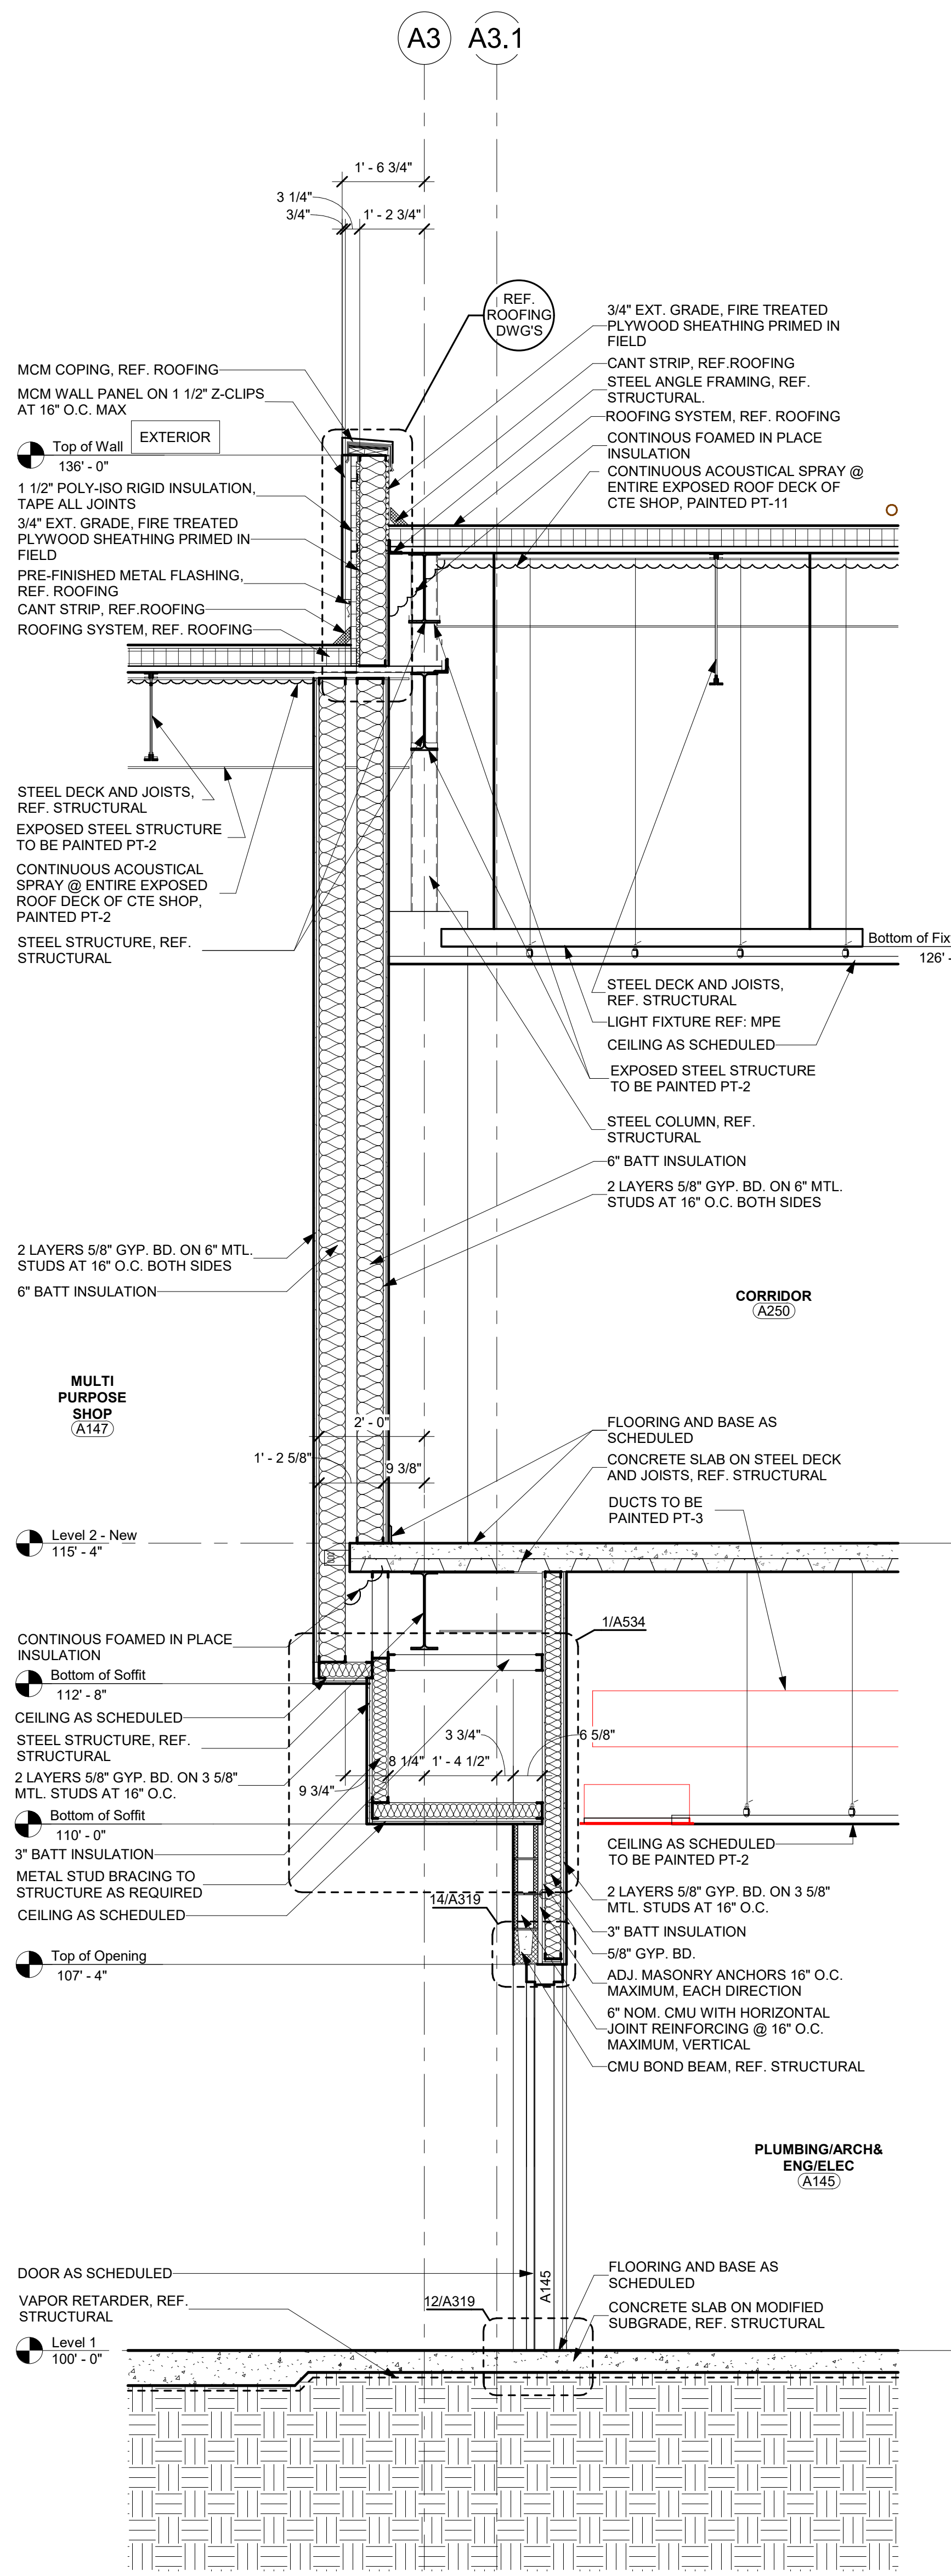 A3
A3.1
1' - 6 3/4"
3 1/4"
3/4"
1' - 2 3/4"
REF.
ROOFING
DWG'S
MCM COPING, REF. ROOFING
MCM WALL PANEL ON 1 1/2" Z-CLIPS
AT 16" O.C. MAX
Top of Wall
136' - 0"
EXTERIOR
1 1/2" POLY-ISO RIGID INSULATION,
TAPE ALL JOINTS
3/4" EXT. GRADE, FIRE TREATED
PLYWOOD SHEATHING PRIMED IN
FIELD
PRE-FINISHED METAL FLASHING,
REF. ROOFING
CANT STRIP, REF.ROOFING
ROOFING SYSTEM, REF. ROOFING
3/4" EXT. GRADE, FIRE TREATED
PLYWOOD SHEATHING PRIMED IN
FIELD
CANT STRIP, REF.ROOFING
STEEL ANGLE FRAMING, REF.
STRUCTURAL.
ROOFING SYSTEM, REF. ROOFING
CONTINOUS FOAMED IN PLACE
INSULATION
CONTINUOUS ACOUSTICAL SPRAY @
ENTIRE EXPOSED ROOF DECK OF
CTE SHOP, PAINTED PT-11
STEEL DECK AND JOISTS,
REF. STRUCTURAL
EXPOSED STEEL STRUCTURE
TO BE PAINTED PT-2
CONTINUOUS ACOUSTICAL
SPRAY @ ENTIRE EXPOSED
ROOF DECK OF CTE SHOP,
PAINTED PT-2
STEEL STRUCTURE, REF.
STRUCTURAL
Bottom of Fix
126' -
STEEL DECK AND JOISTS,
REF. STRUCTURAL
LIGHT FIXTURE REF: MPE
CEILING AS SCHEDULED
EXPOSED STEEL STRUCTURE
TO BE PAINTED PT-2
STEEL COLUMN, REF.
STRUCTURAL
6" BATT INSULATION
2 LAYERS 5/8" GYP. BD. ON 6" MTL.
STUDS AT 16" O.C. BOTH SIDES
2 LAYERS 5/8" GYP. BD. ON 6" MTL.
STUDS AT 16" O.C. BOTH SIDES
6" BATT INSULATION
CORRIDOR
A250
MULTI
PURPOSE
SHOP
A147
2' - 0"
1' - 2 5/8"
9 3/8"
FLOORING AND BASE AS
SCHEDULED
CONCRETE SLAB ON STEEL DECK
AND JOISTS, REF. STRUCTURAL
DUCTS TO BE
PAINTED PT-3
Level 2 - New
115' - 4"
1/A534
CONTINOUS FOAMED IN PLACE
INSULATION
Bottom of Soffit
112' - 8"
CEILING AS SCHEDULED
STEEL STRUCTURE, REF.
STRUCTURAL
2 LAYERS 5/8" GYP. BD. ON 3 5/8"
MTL. STUDS AT 16" O.C.
3 3/4"
6 5/8"
8 1/4"
1' - 4 1/2"
9 3/4"
Bottom of Soffit
110' - 0"
3" BATT INSULATION
METAL STUD BRACING TO
STRUCTURE AS REQUIRED
CEILING AS SCHEDULED
CEILING AS SCHEDULED
TO BE PAINTED PT-2
14/A319
2 LAYERS 5/8" GYP. BD. ON 3 5/8"
MTL. STUDS AT 16" O.C.
3" BATT INSULATION
5/8" GYP. BD.
ADJ. MASONRY ANCHORS 16" O.C.
MAXIMUM, EACH DIRECTION
6" NOM. CMU WITH HORIZONTAL
JOINT REINFORCING @ 16" O.C.
MAXIMUM, VERTICAL
CMU BOND BEAM, REF. STRUCTURAL
Top of Opening
107' - 4"
PLUMBING/ARCH&
ENG/ELEC
A145
DOOR AS SCHEDULED
VAPOR RETARDER, REF.
STRUCTURAL
A145
12/A319
FLOORING AND BASE AS
SCHEDULED
CONCRETE SLAB ON MODIFIED
SUBGRADE, REF. STRUCTURAL
Level 1
100' - 0"